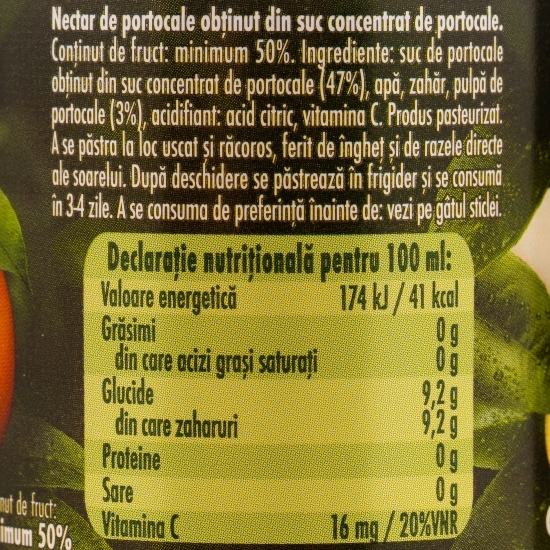 Nectar de portocale obținut din suc concentrat de portocale.
Conținut de fruct: minimum 50%. Ingrediente: suc de portocale
obținut din suc concentrat de portocale (47%), apă, zahăr, pulpă de
portocale (3%), acidifiant: acid citric, vitamina C. Produs pasteurizat.
A se păstra la loc uscat și răcoros, ferit de îngheț și de razele directe
ale soarelui. După deschidere se păstrează în frigider și se consumă
în 3-4 zile. A se consuma de preferință înainte de: vezi pe gâtul sticlei.
Declarație nutrițională pentru 100 ml:
Valoare energetică 174 kJ / 41 kcal
Grăsimi 0 g
din care acizi grași saturați 0 g
Glucide 9,2 g
din care zaharuri 9,2 g
Proteine 0 g
Sare 0 g
Vitamina C 16 mg / 20%VNR
nut de fruct:
imum 50%